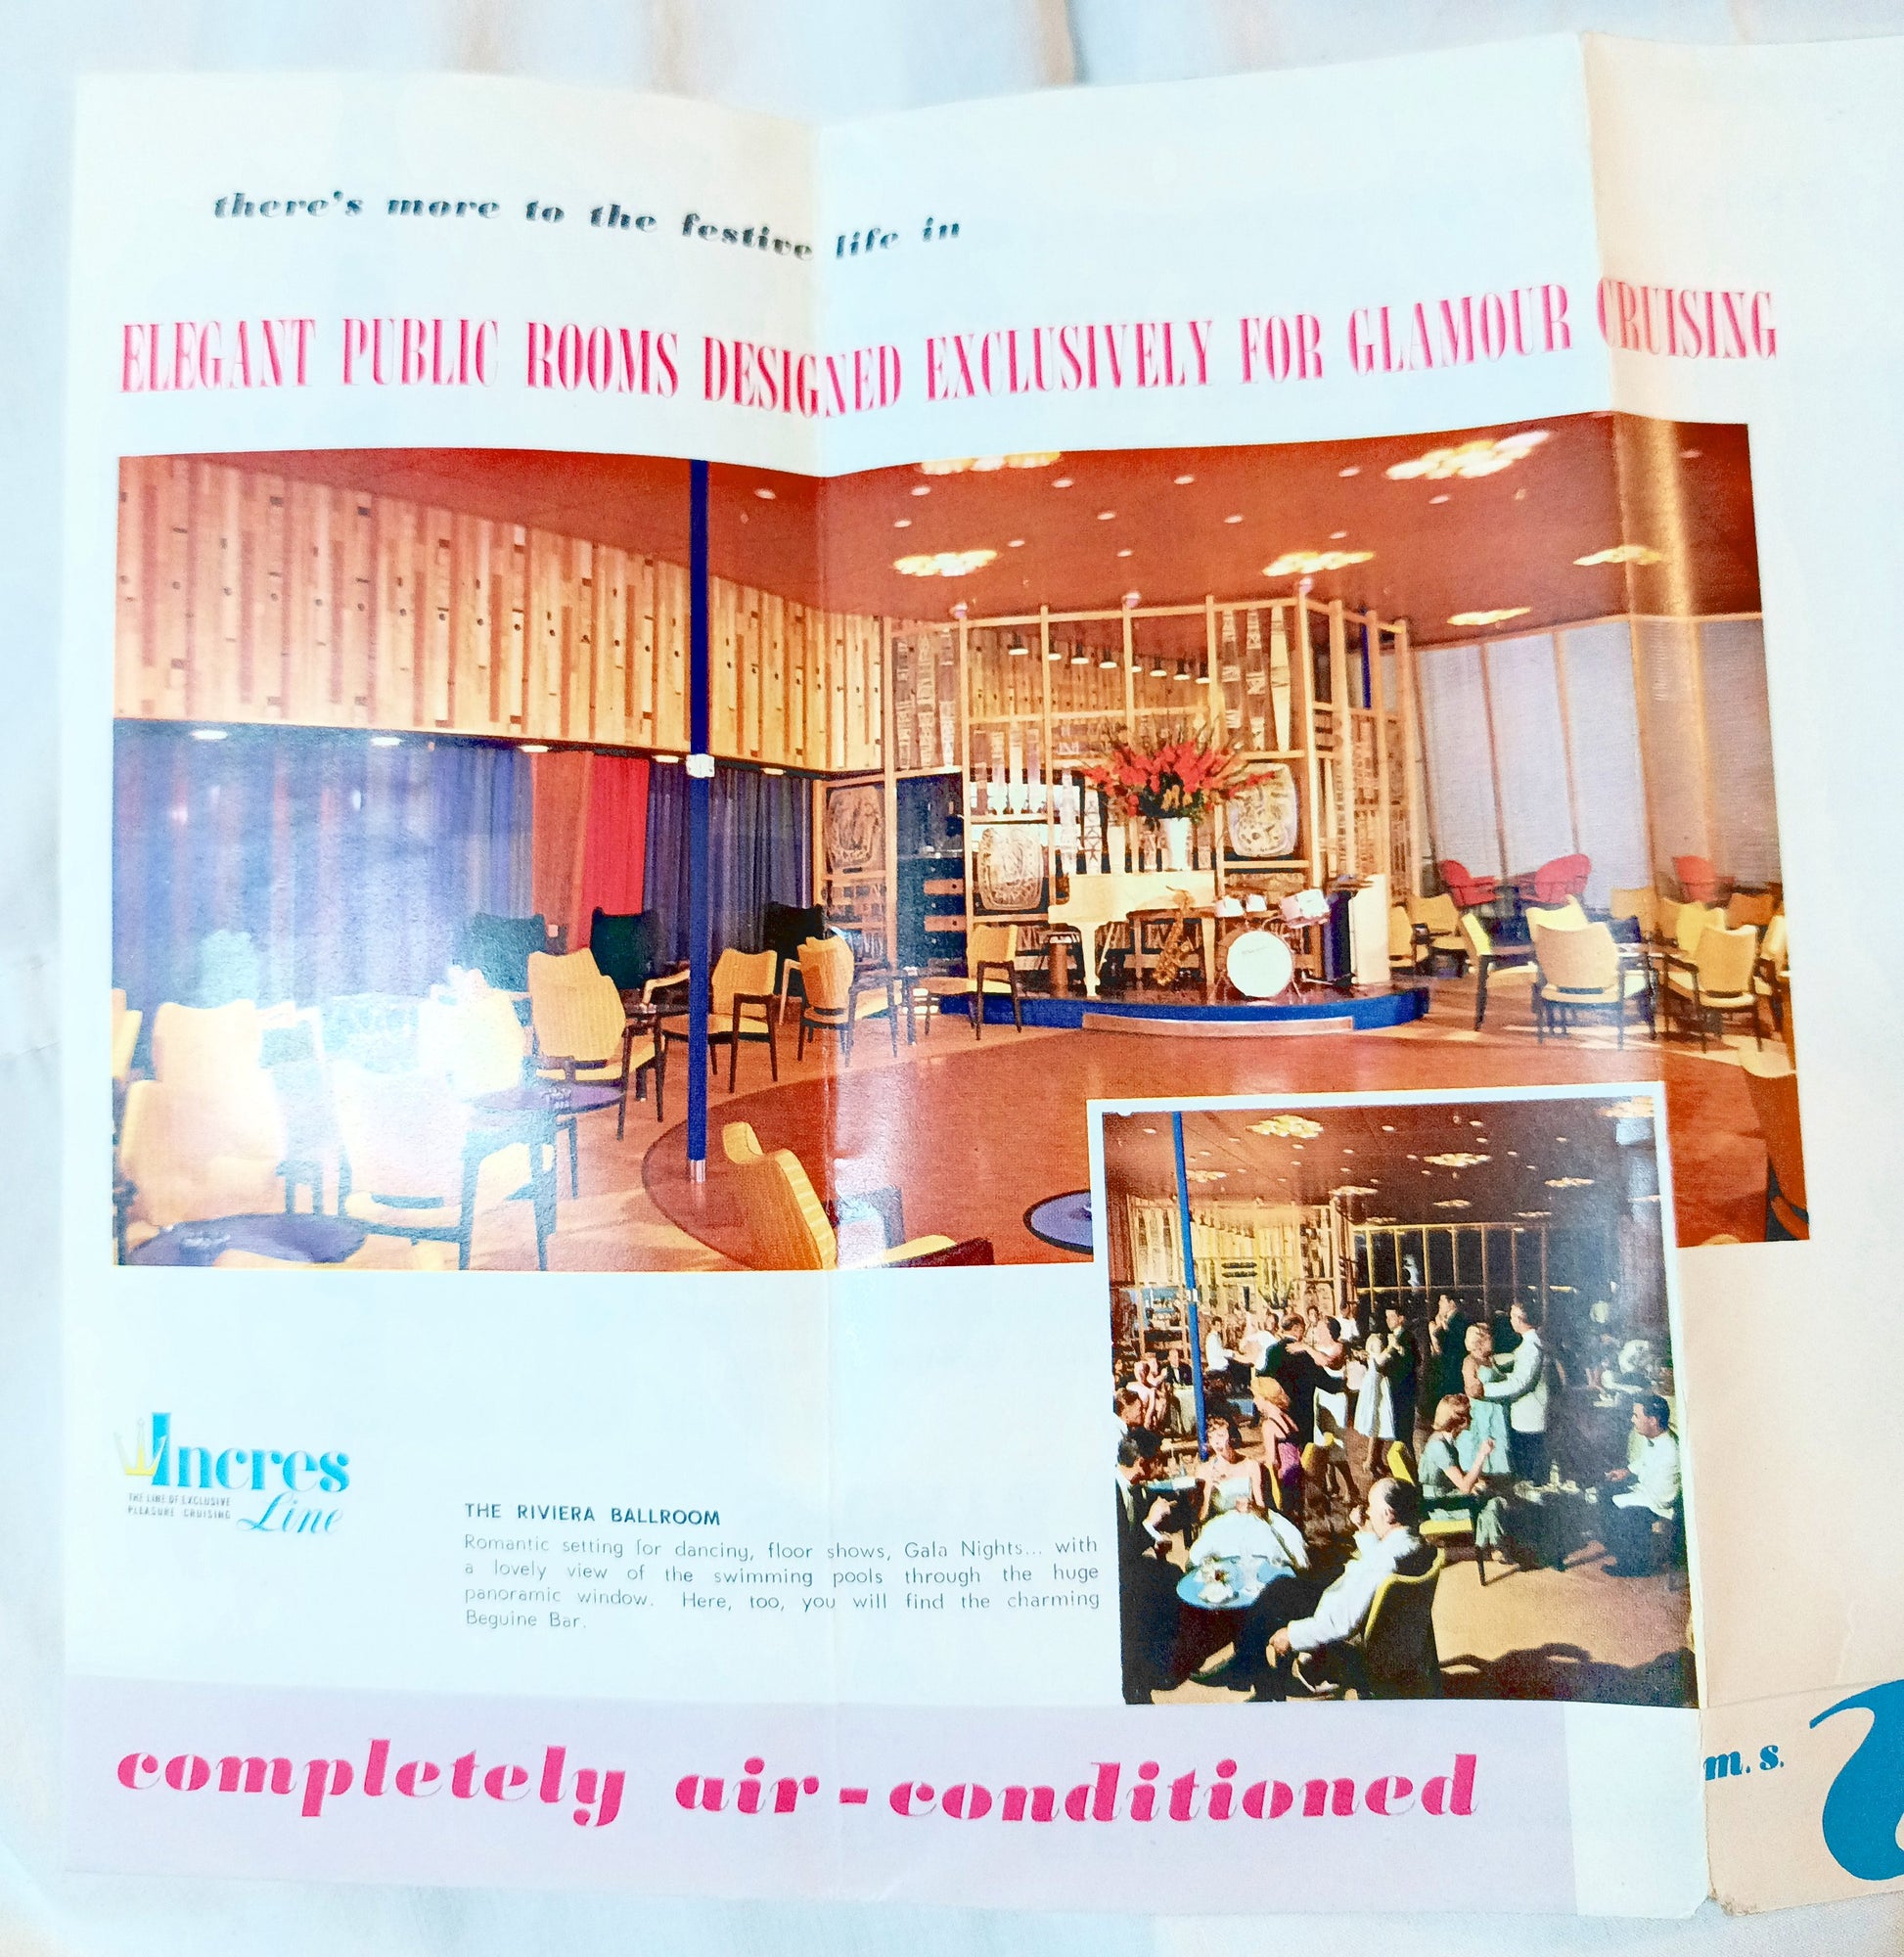 there's more to the festive life in
ELEGANT PUBLIC ROOMS DESIGNED EXCLUSIVELY FOR GLAMOUR CRUISING
Incres
THE LINE OF EXCLUSIVE
PLEASURE CRUISING
Line
THE RIVIERA BALLROOM
Romantic setting for dancing, floor shows, Gala Nights... with
a lovely view of the swimming pools through the huge
panoramic window. Here, too, you will find the charming
Beguine Bar.
completely air-conditioned
m.s.